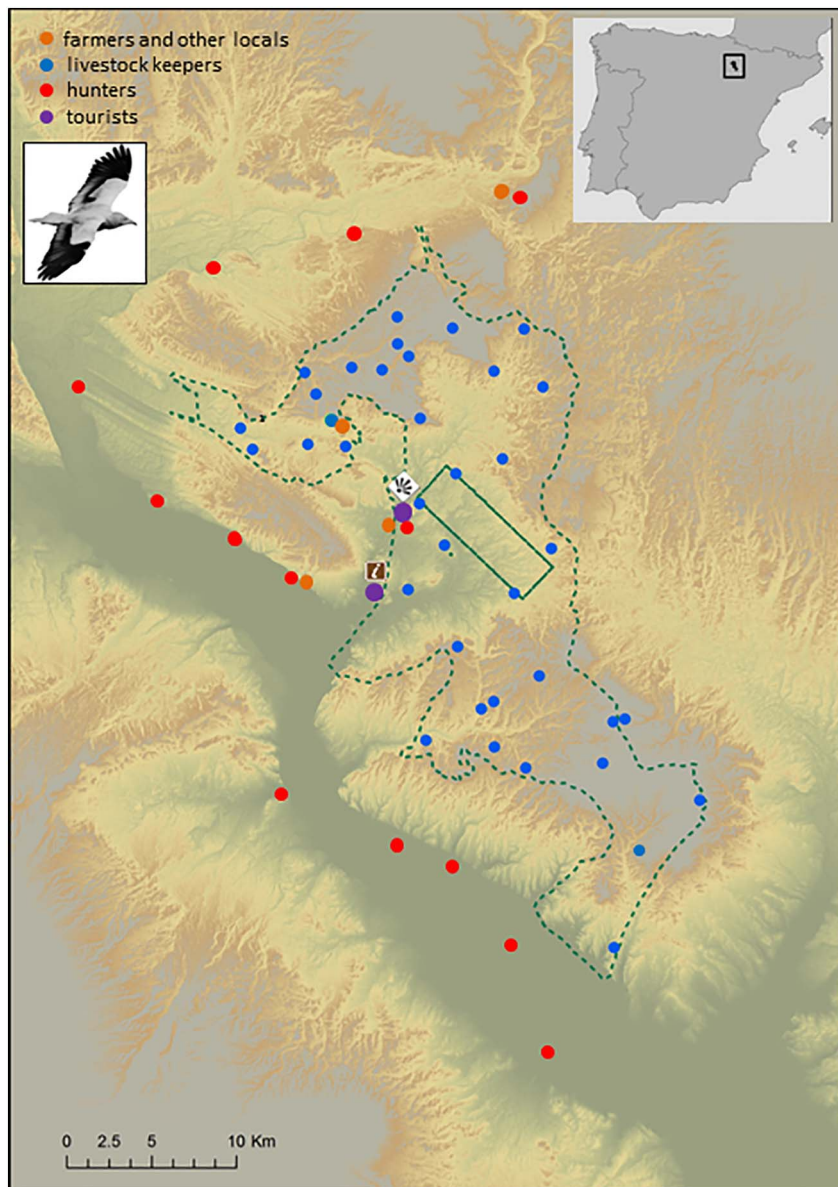 farmers and other locals
livestock keepers
hunters
tourists
i
0 2.5 5 10 Km